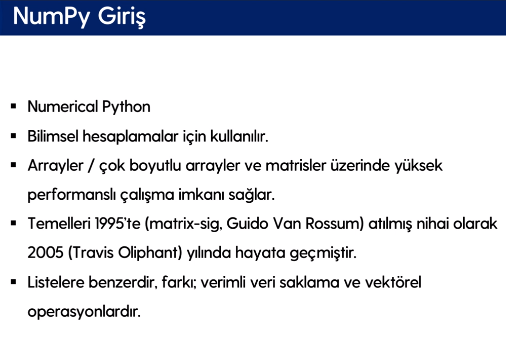 NumPy Giriş
▪ Numerical Python
▪ Bilimsel hesaplamalar için kullanılır.
▪ Arrayler / çok boyutlu arrayler ve matrisler üzerinde yüksek
performanslı çalışma imkanı sağlar.
▪ Temelleri 1995'te (matrix-sig, Guido Van Rossum) atılmış nihai olarak
2005 (Travis Oliphant) yılında hayata geçmiştir.
▪ Listelere benzerdir, farkı; verimli veri saklama ve vektörel
operasyonlardır.